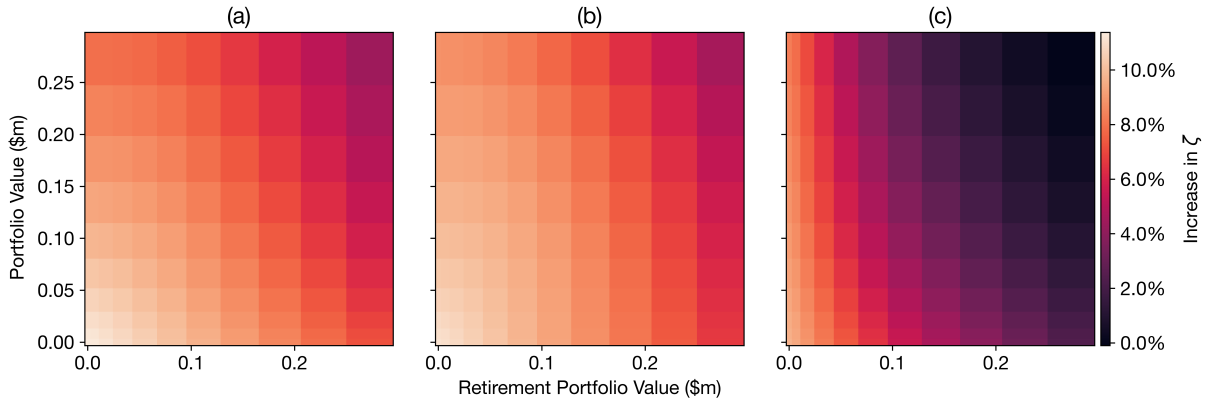 (a)
(b)
(c)
Portfolio Value ($m)
0.25
0.20
0.15
0.10
0.05
0.00
0.0 0.1 0.2
0.0 0.1 0.2
0.0 0.1 0.2
Retirement Portfolio Value ($m)
10.0%
8.0%
6.0%
4.0%
2.0%
0.0%
Increase in ζ